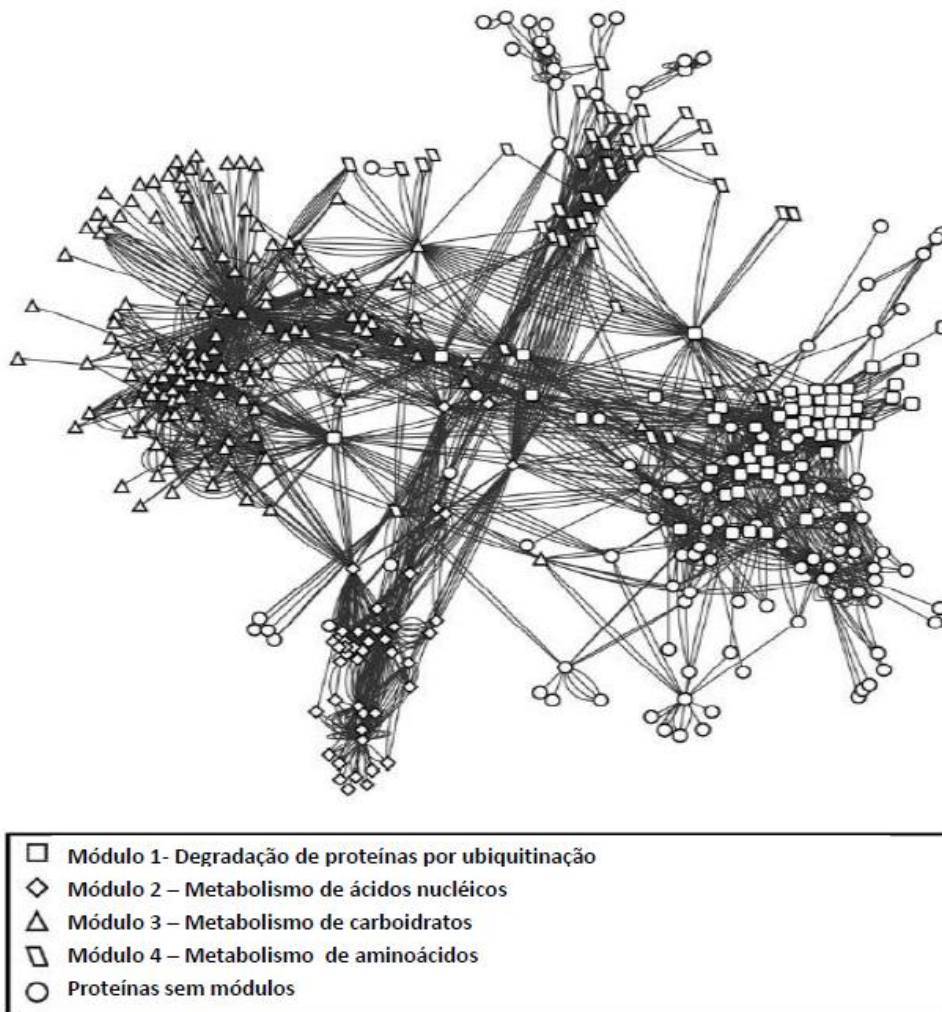 Módulo 1- Degradação de proteínas por ubiquitinação
Módulo 2 – Metabolismo de ácidos nucléicos
Módulo 3 – Metabolismo de carboidratos
Módulo 4 – Metabolismo de aminoácidos
Proteínas sem módulos